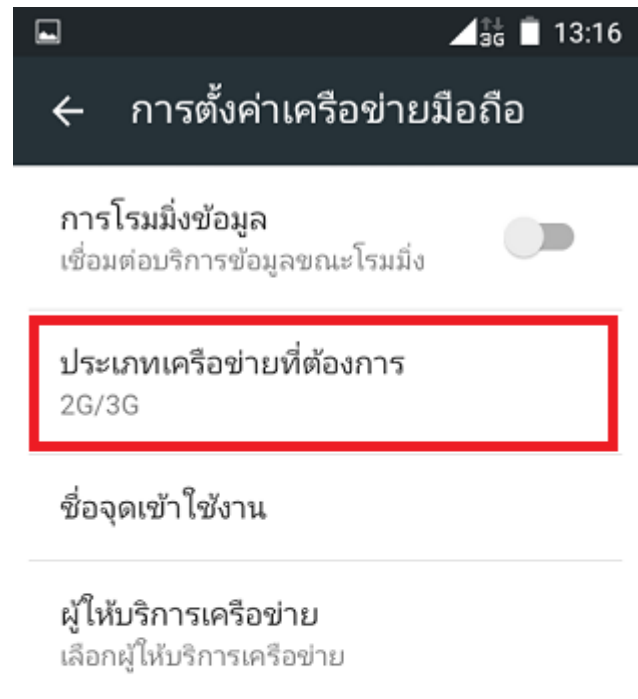 3G 13:16
การตั้งค่าเครือข่ายมือถือ
การโรมมิ่งข้อมูล
เชื่อมต่อบริการข้อมูลขณะโรมมิ่ง
ประเภทเครือข่ายที่ต้องการ
2G/3G
ชื่อจุดเข้าใช้งาน
ผู้ให้บริการเครือข่าย
เลือกผู้ให้บริการเครือข่าย